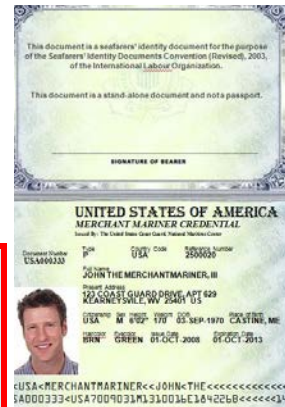 This document is a seafarers' identity document for the purpose
of the Seafarers' Identity Documents Convention (Revised), 2003,
of the International Labour Organization.
This document is a stand-alone document and not a passport.
SIGNATURE OF BEARER
UNITED STATES OF AMERICA
MERCHANT MARINER CREDENTIAL
Issued By: The United States Coast Guard, National Maritime Center
Document Number Type Country Code Reference Number
USA000333 P USA 2500020
Full Name
JOHN THE MERCHANTMARINER, III
Present Address
123 COAST GUARD DRIVE, APT 629
KEARNEYSVILE, WV 25401 US
Citizenship Sex Height Weight DOB Place of Birth
USA M 6'02" 170 03-SEP-1970 CASTINE, ME
Haircolor Eyecolor Issue Date Expiration Date
BRN GREEN 01-OCT-2008 01-OCT-2013
<USA<MERCHANTMARINER<<JOHN<THE<<<<<<<<<<<<